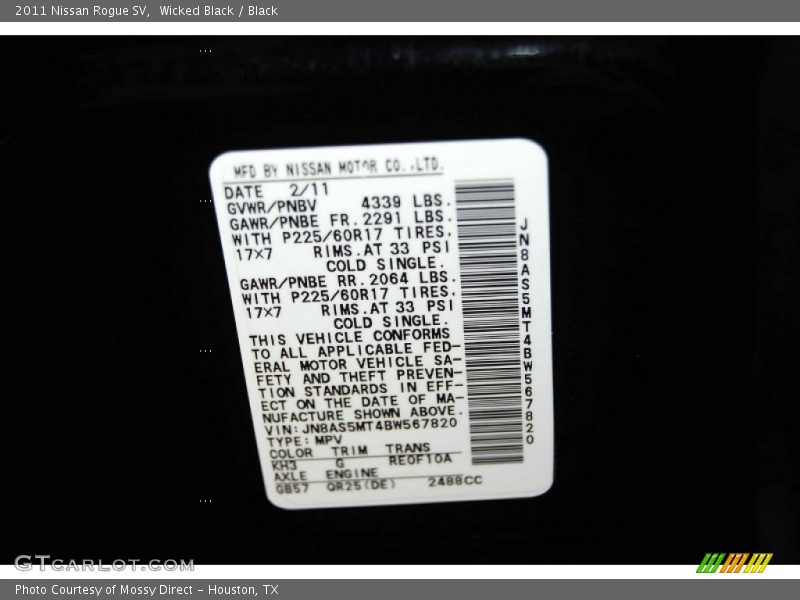 2011 Nissan Rogue SV, Wicked Black / Black
MFD BY NISSAN MOTOR CO.,LTD.
DATE 2/11
GVWR/PNBV 4339 LBS.
GAWR/PNBE FR. 2291 LBS.
WITH P225/60R17 TIRES.
17×7 RIMS. AT 33 PSI
COLD SINGLE.
GAWR/PNBE RR. 2064 LBS.
WITH P225/60R17 TIRES.
17×7 RIMS. AT 33 PSI
COLD SINGLE.
THIS VEHICLE CONFORMS
TO ALL APPLICABLE FED-
ERAL MOTOR VEHICLE SA-
FETY AND THEFT PREVEN-
TION STANDARDS IN EFF-
ECT ON THE DATE OF MA-
NUFACTURE SHOWN ABOVE.
VIN: JN8AS5MT4BW567820
TYPE: MPV
COLOR TRIM TRANS
KH3 G RE0F10A
AXLE ENGINE
GB57 QR25(DE) 2488CC
JN8AS5MT4BW567820
GTCarLot.com
Photo Courtesy of Mossy Direct - Houston, TX